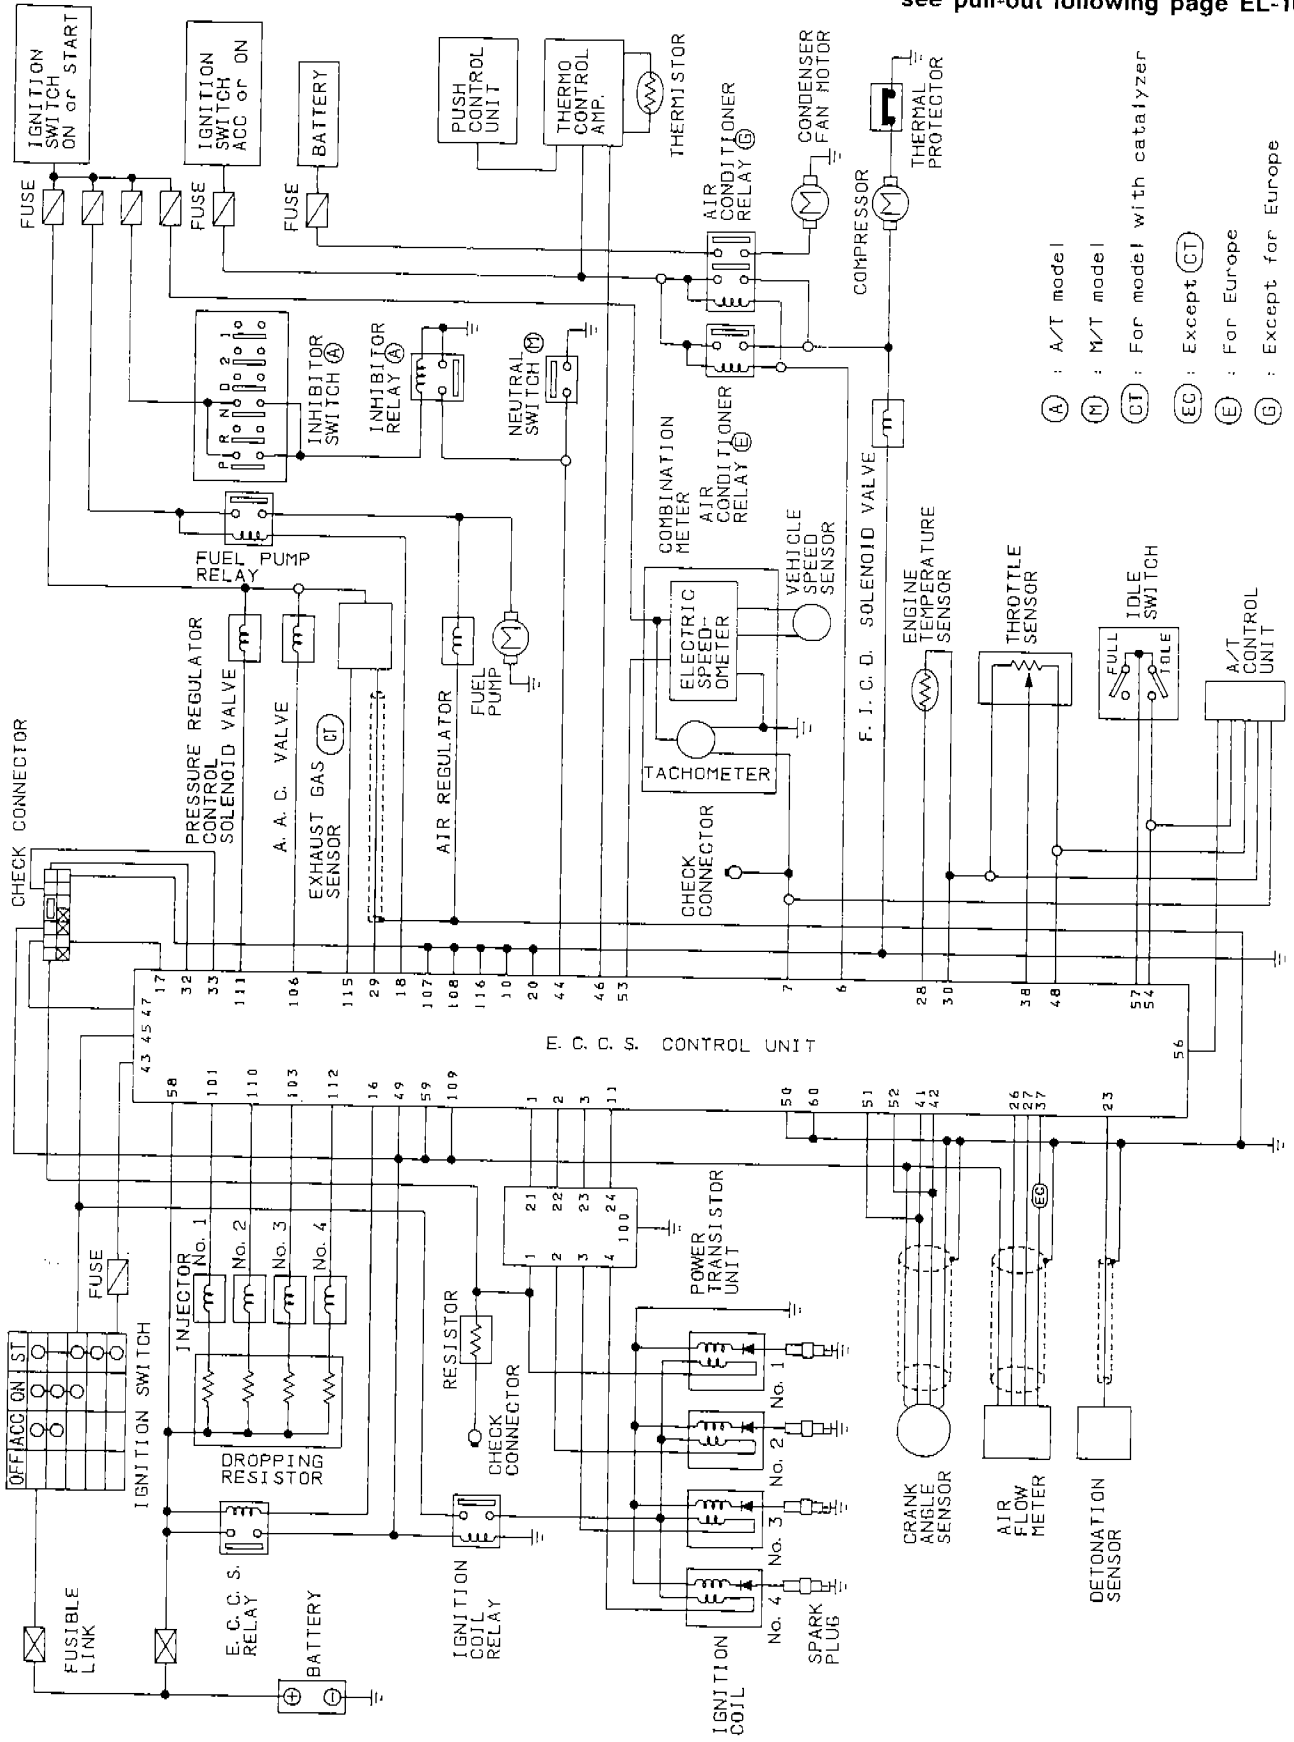 see pull-out following page
IGNITION
SWITCH
ON or START
IGNITION
SWITCH
ACC or ON
BATTERY
FUSE
FUSE
FUSE
PUSH
CONTROL
UNIT
THERMO
CONTROL
AMP.
THERMISTOR
AIR
CONDITIONER
RELAY G
CONDENSER
FAN MOTOR
M
COMPRESSOR
M
THERMAL
PROTECTOR
A : A/T model
M : M/T model
CT : For model with catalyzer
EC : Except CT
E : For Europe
G : Except for Europe
P R N D 2 1
INHIBITOR
SWITCH A
INHIBITOR
RELAY A
NEUTRAL
SWITCH M
FUEL PUMP
RELAY
COMBINATION
METER
AIR
CONDITIONER
RELAY E
F. I. C. D. SOLENOID VALVE
VEHICLE
SPEED
SENSOR
ELECTRIC
SPEED-
OMETER
TACHOMETER
ENGINE
TEMPERATURE
SENSOR
THROTTLE
SENSOR
IDLE
SWITCH
FULL
IDLE
A/T
CONTROL
UNIT
CHECK CONNECTOR
PRESSURE REGULATOR
CONTROL
SOLENOID VALVE
A. A. C. VALVE
EXHAUST GAS
SENSOR CT
AIR REGULATOR
FUEL
PUMP
M
CHECK
CONNECTOR
47
45
43
17
32
33
111
106
115
29
18
107
108
116
10
20
44
46
53
7
6
28
30
38
48
57
54
E. C. C. S. CONTROL UNIT
56
58
101
110
103
112
16
49
59
109
1
2
3
11
50
60
51
52
41
42
26
27
37
23
EC
21
22
23
24
100
1
2
3
4
POWER
TRANSISTOR
UNIT
FUSE
OFF ACC ON ST
IGNITION SWITCH
INJECTOR
No. 1
No. 2
No. 3
No. 4
DROPPING
RESISTOR
RESISTOR
CHECK
CONNECTOR
FUSIBLE
LINK
E. C. C. S.
RELAY
BATTERY
IGNITION
COIL
RELAY
No. 1
No. 2
No. 3
No. 4
IGNITION
COIL
SPARK
PLUG
CRANK
ANGLE
SENSOR
AIR
FLOW
METER
DETONATION
SENSOR